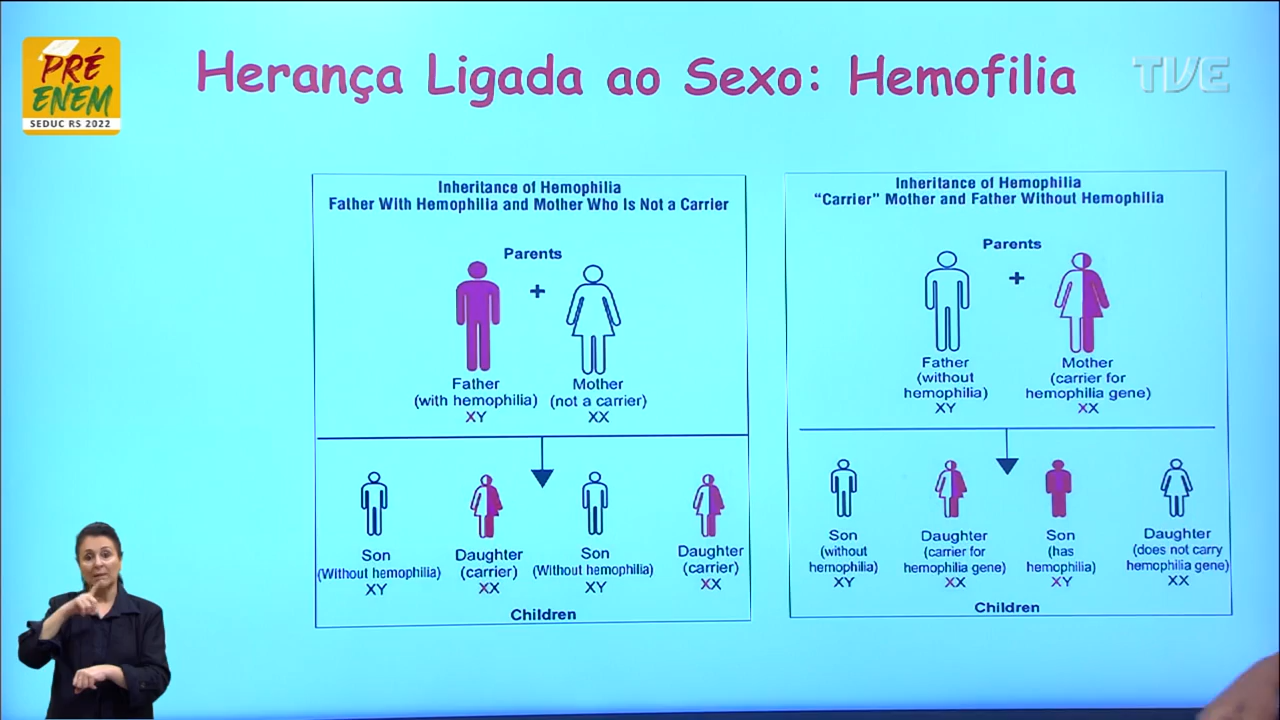 PRÉ
ENEM
SEDUC RS 2022
Herança Ligada ao Sexo: Hemofilia
TVE
Inheritance of Hemophilia
Father With Hemophilia and Mother Who Is Not a Carrier
Parents
+
Father
(with hemophilia)
XY
Mother
(not a carrier)
XX
Son
(Without hemophilia)
XY
Daughter
(carrier)
XX
Son
(Without hemophilia)
XY
Daughter
(carrier)
XX
Children
Inheritance of Hemophilia
“Carrier” Mother and Father Without Hemophilia
Parents
+
Father
(without
hemophilia)
XY
Mother
(carrier for
hemophilia gene)
XX
Son
(without
hemophilia)
XY
Daughter
(carrier for
hemophilia gene)
XX
Son
(has
hemophilia)
XY
Daughter
(does not carry
hemophilia gene)
XX
Children